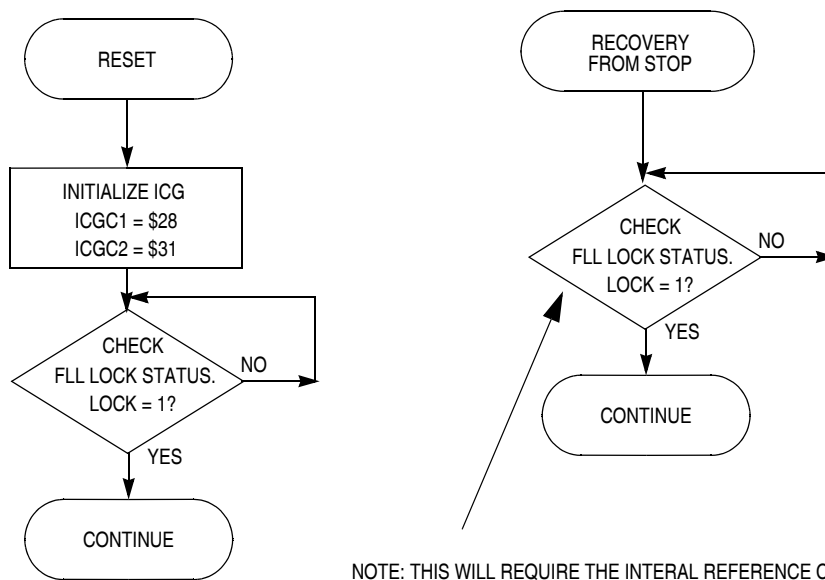 RESET
INITIALIZE ICG
ICGC1 = $28
ICGC2 = $31
CHECK
FLL LOCK STATUS.
LOCK = 1?
NO
YES
CONTINUE
RECOVERY
FROM STOP
CHECK
FLL LOCK STATUS.
LOCK = 1?
NO
YES
CONTINUE
NOTE: THIS WILL REQUIRE THE INTERAL REFERENCE